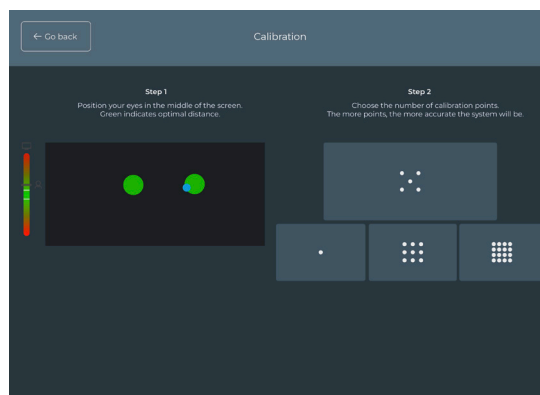 ← Go back
Calibration
Step 1
Position your eyes in the middle of the screen.
Green indicates optimal distance.
Step 2
Choose the number of calibration points.
The more points, the more accurate the system will be.